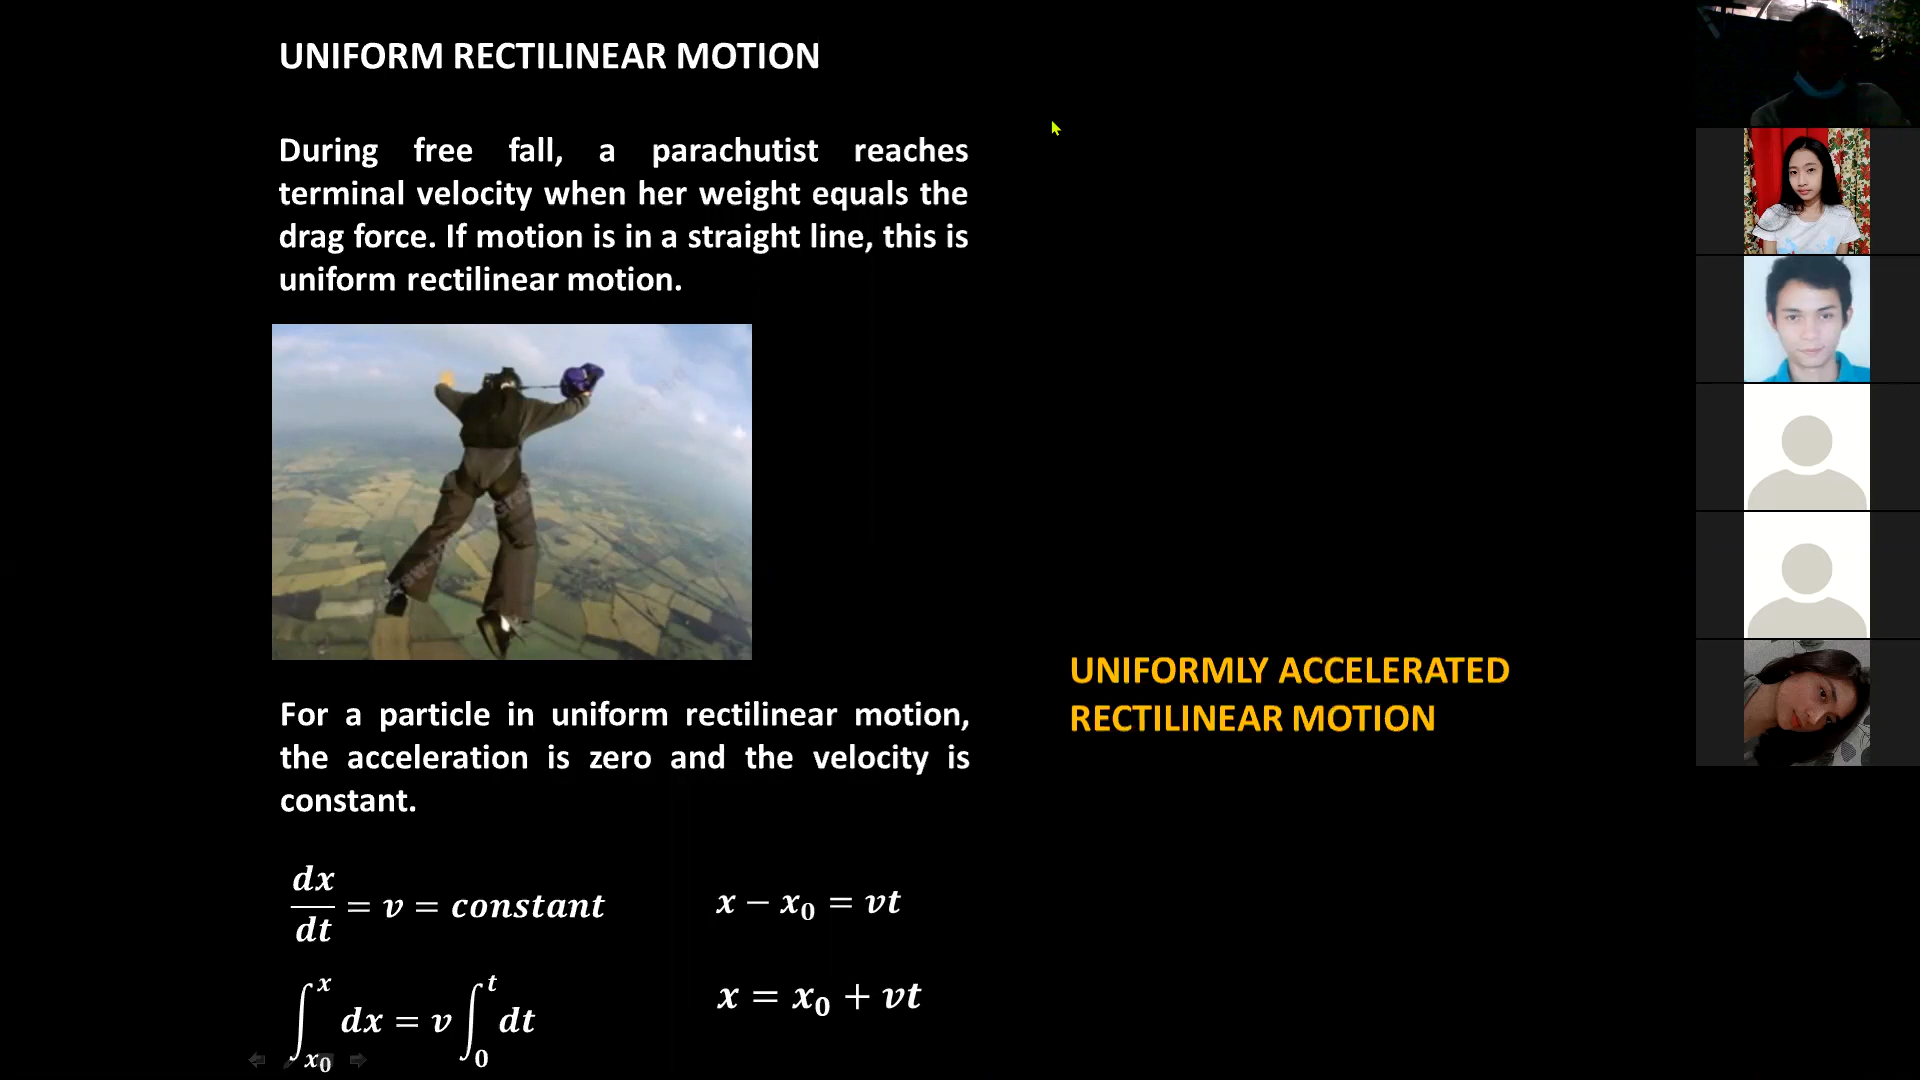 UNIFORM RECTILINEAR MOTION
During free fall, a parachutist reaches
terminal velocity when her weight equals the
drag force. If motion is in a straight line, this is
uniform rectilinear motion.
For a particle in uniform rectilinear motion,
the acceleration is zero and the velocity is
constant.
dx/dt = v = constant
x − x₀ = vt
∫_{x₀}^{x} dx = v ∫_{0}^{t} dt
x = x₀ + vt
UNIFORMLY ACCELERATED
RECTILINEAR MOTION